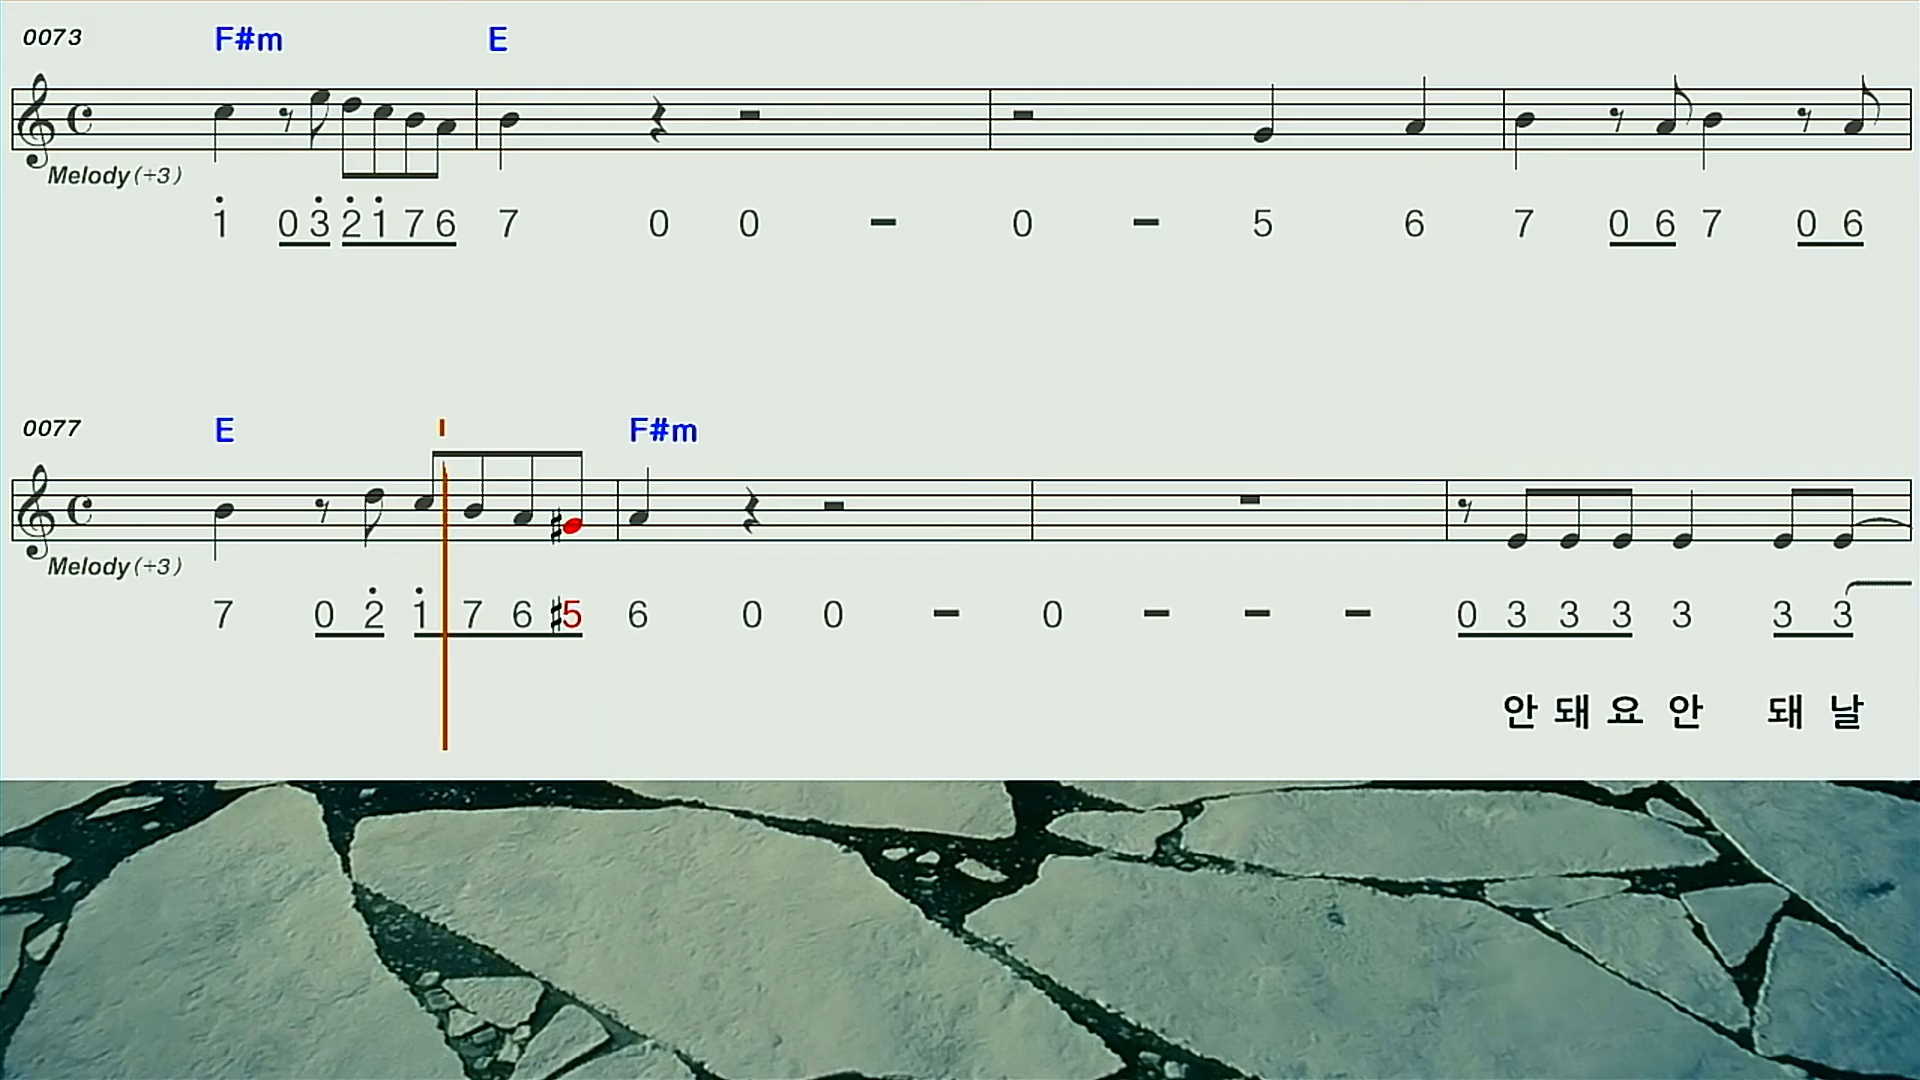 0073 F#m E
Melody(+3)
1 0 3 2 1 7 6 7 0 0 - 0 - 5 6 7 0 6 7 0 6
0077 E F#m
Melody(+3)
7 0 2 1 7 6 #5 6 0 0 - 0 - - - 0 3 3 3 3 3 3
안 돼 요 안 돼 날